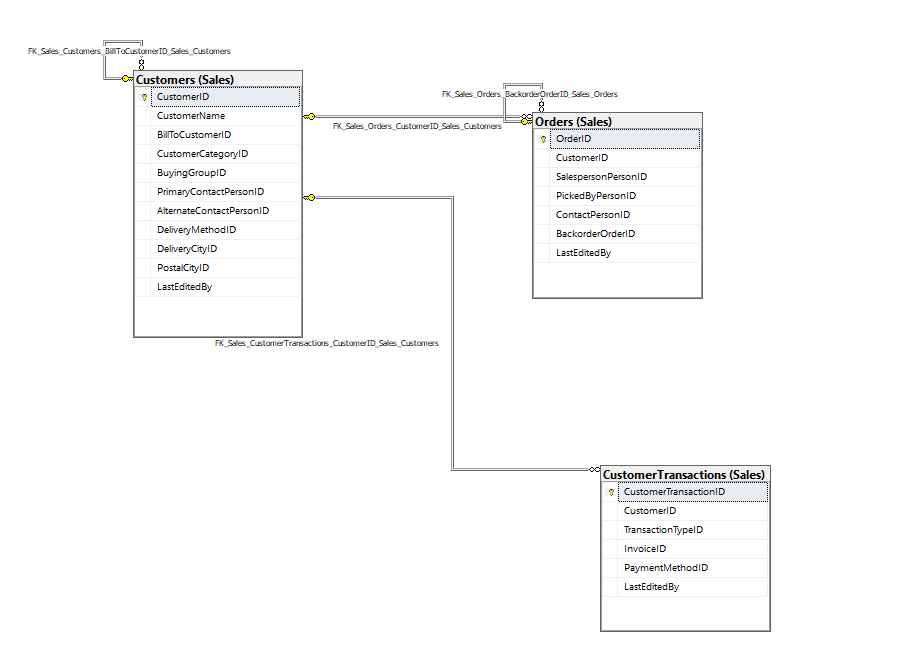 FK_Sales_Customers_BillToCustomerID_Sales_Customers
Customers (Sales)
CustomerID
CustomerName
BillToCustomerID
CustomerCategoryID
BuyingGroupID
PrimaryContactPersonID
AlternateContactPersonID
DeliveryMethodID
DeliveryCityID
PostalCityID
LastEditedBy
FK_Sales_Orders_BackorderOrderID_Sales_Orders
FK_Sales_Orders_CustomerID_Sales_Customers
Orders (Sales)
OrderID
CustomerID
SalespersonPersonID
PickedByPersonID
ContactPersonID
BackorderOrderID
LastEditedBy
FK_Sales_CustomerTransactions_CustomerID_Sales_Customers
CustomerTransactions (Sales)
CustomerTransactionID
CustomerID
TransactionTypeID
InvoiceID
PaymentMethodID
LastEditedBy